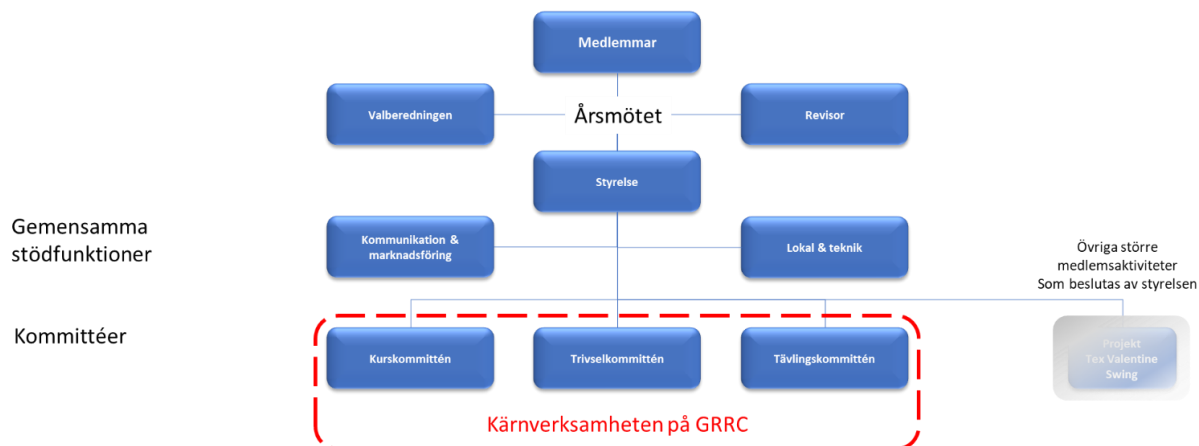 Medlemmar
Valberedningen
Årsmötet
Revisor
Styrelse
Gemensamma
stödfunktioner
Kommunikation &
marknadsföring
Lokal & teknik
Övriga större
medlemsaktiviteter
Som beslutas av styrelsen
Kommittéer
Kurskommittén
Trivselkommittén
Tävlingskommittén
Projekt
Tex Valentine
Swing
Kärnverksamheten på GRRC